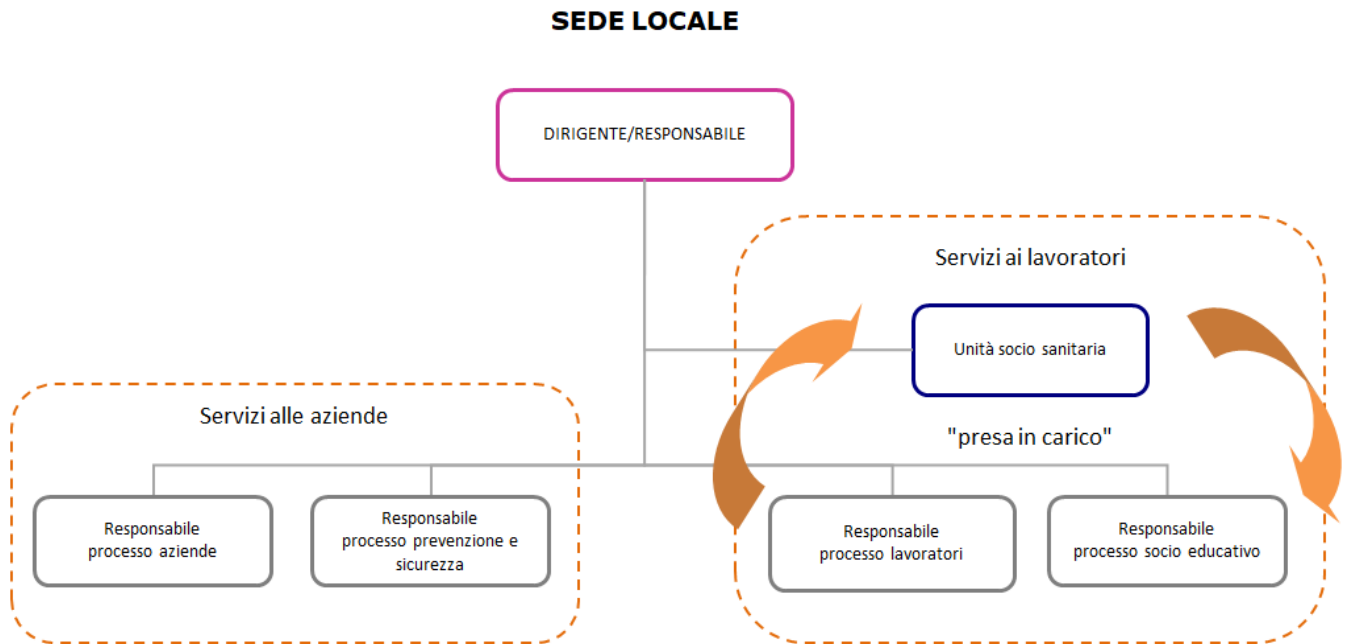 SEDE LOCALE
DIRIGENTE/RESPONSABILE
Servizi ai lavoratori
Unità socio sanitaria
"presa in carico"
Servizi alle aziende
Responsabile
processo aziende
Responsabile
processo prevenzione e
sicurezza
Responsabile
processo lavoratori
Responsabile
processo socio educativo